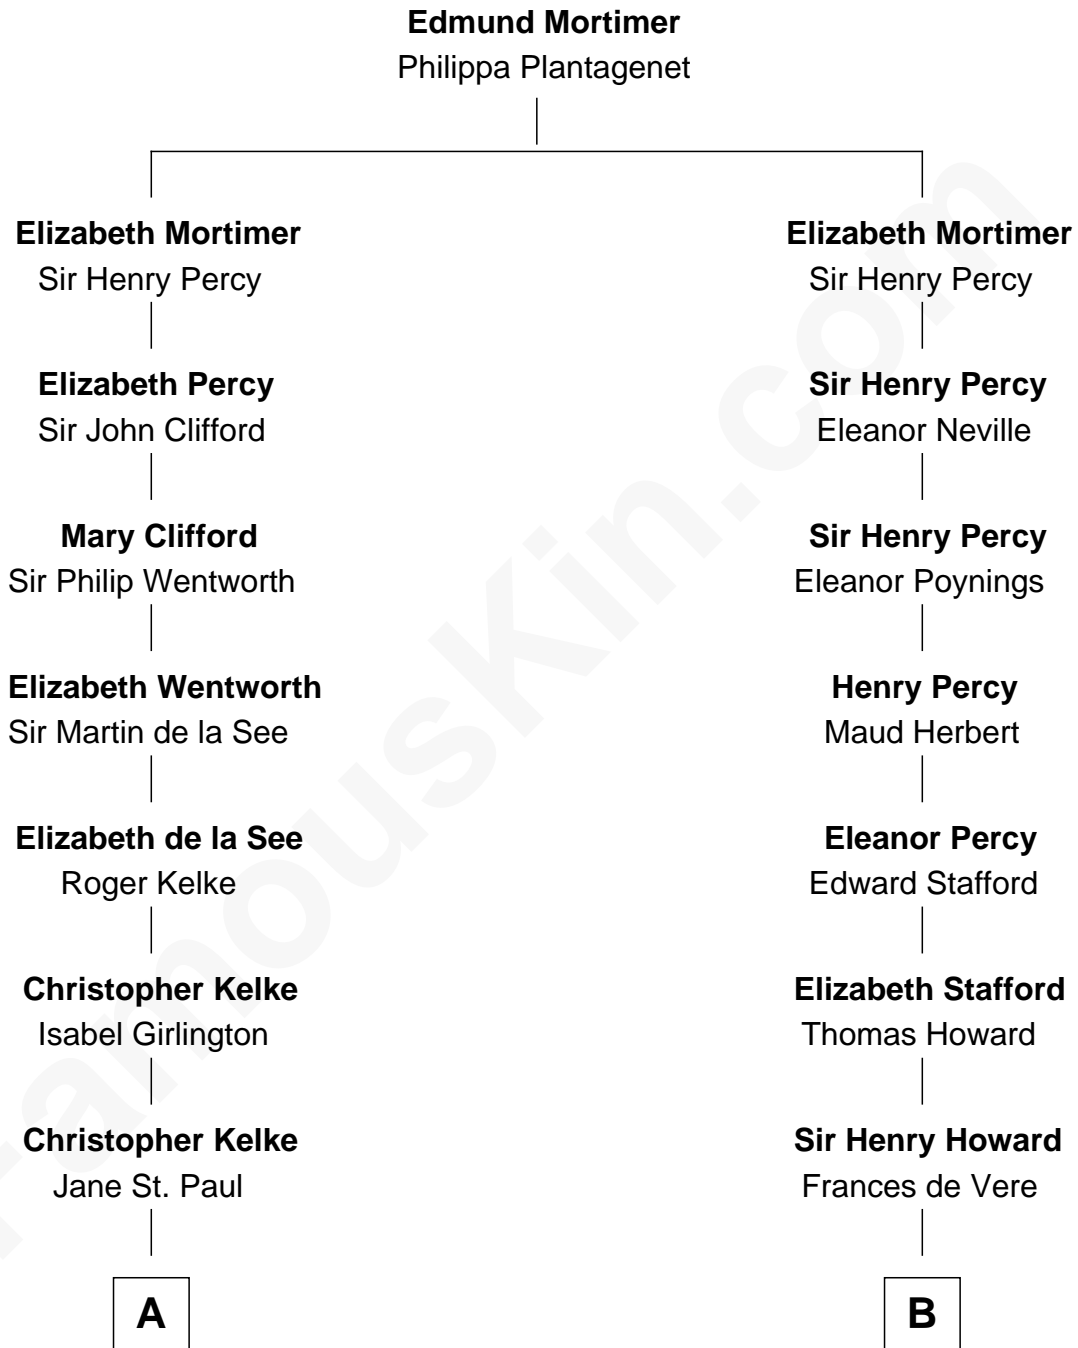 Edmund Mortimer
Philippa Plantagenet
Elizabeth Mortimer
Sir Henry Percy
Elizabeth Percy
Sir John Clifford
Mary Clifford
Sir Philip Wentworth
Elizabeth Wentworth
Sir Martin de la See
Elizabeth de la See
Roger Kelke
Christopher Kelke
Isabel Girlington
Christopher Kelke
Jane St. Paul
A
Elizabeth Mortimer
Sir Henry Percy
Sir Henry Percy
Eleanor Neville
Sir Henry Percy
Eleanor Poynings
Henry Percy
Maud Herbert
Eleanor Percy
Edward Stafford
Elizabeth Stafford
Thomas Howard
Sir Henry Howard
Frances de Vere
B
FamousKin.com